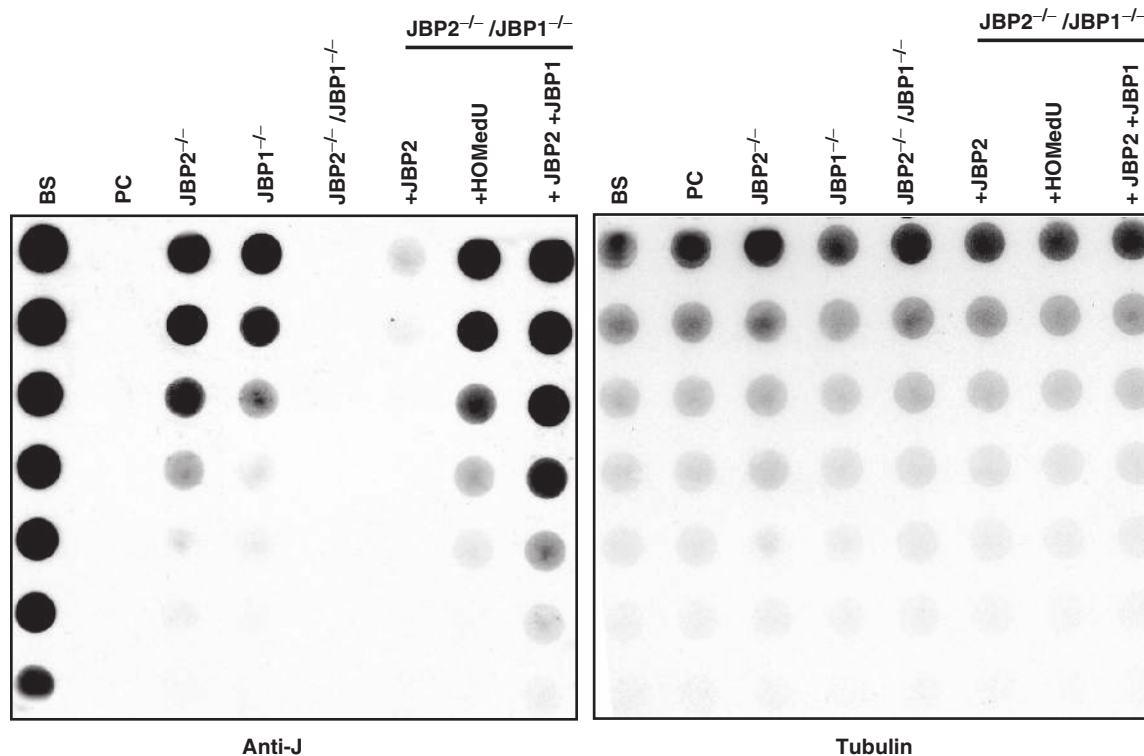 JBP2⁻/⁻ /JBP1⁻/⁻
BS
PC
JBP2⁻/⁻
JBP1⁻/⁻
JBP2⁻/⁻ /JBP1⁻/⁻
+JBP2
+HOMedU
+ JBP2 +JBP1
Anti-J
JBP2⁻/⁻ /JBP1⁻/⁻
BS
PC
JBP2⁻/⁻
JBP1⁻/⁻
JBP2⁻/⁻ /JBP1⁻/⁻
+JBP2
+HOMedU
+ JBP2 +JBP1
Tubulin